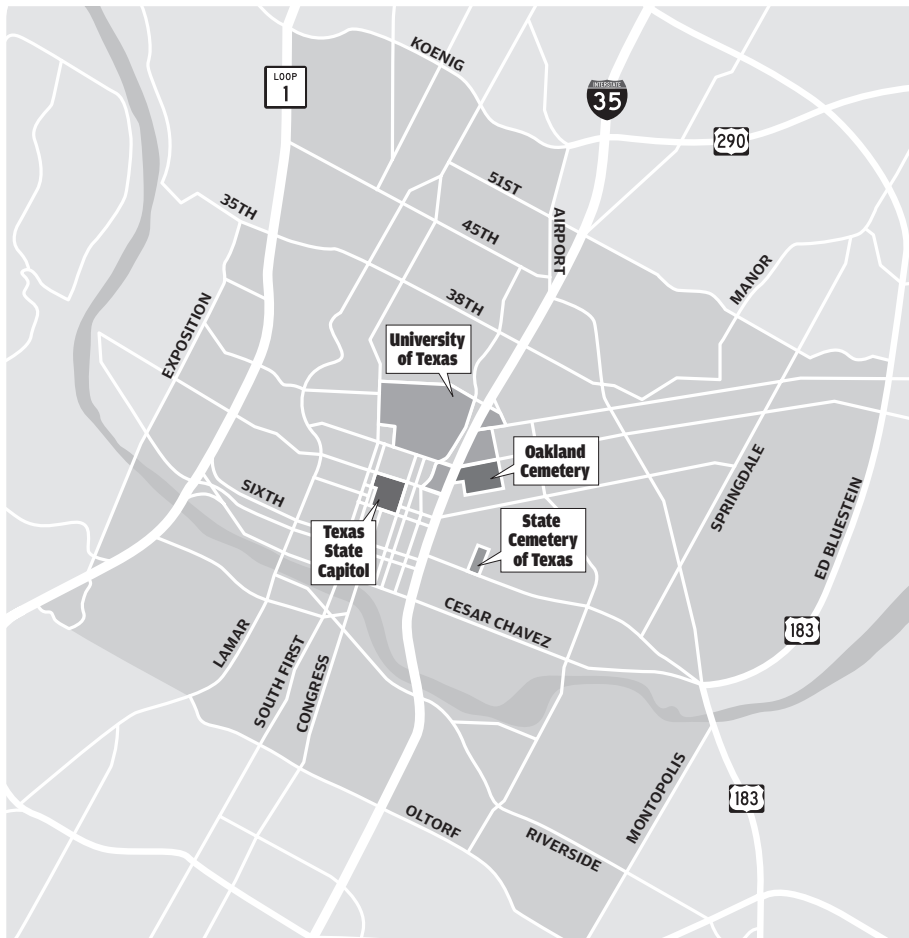 KOENIG
LOOP
1
INTERSTATE
35
290
51ST
35TH
AIRPORT
45TH
MANOR
38TH
EXPOSITION
University
of Texas
Oakland
Cemetery
SIXTH
SPRINGDALE
State
Cemetery
of Texas
Texas
State
Capitol
ED BLUESTEIN
CESAR CHAVEZ
183
LAMAR
SOUTH FIRST
CONGRESS
MONTOPOLIS
183
OLTORF
RIVERSIDE